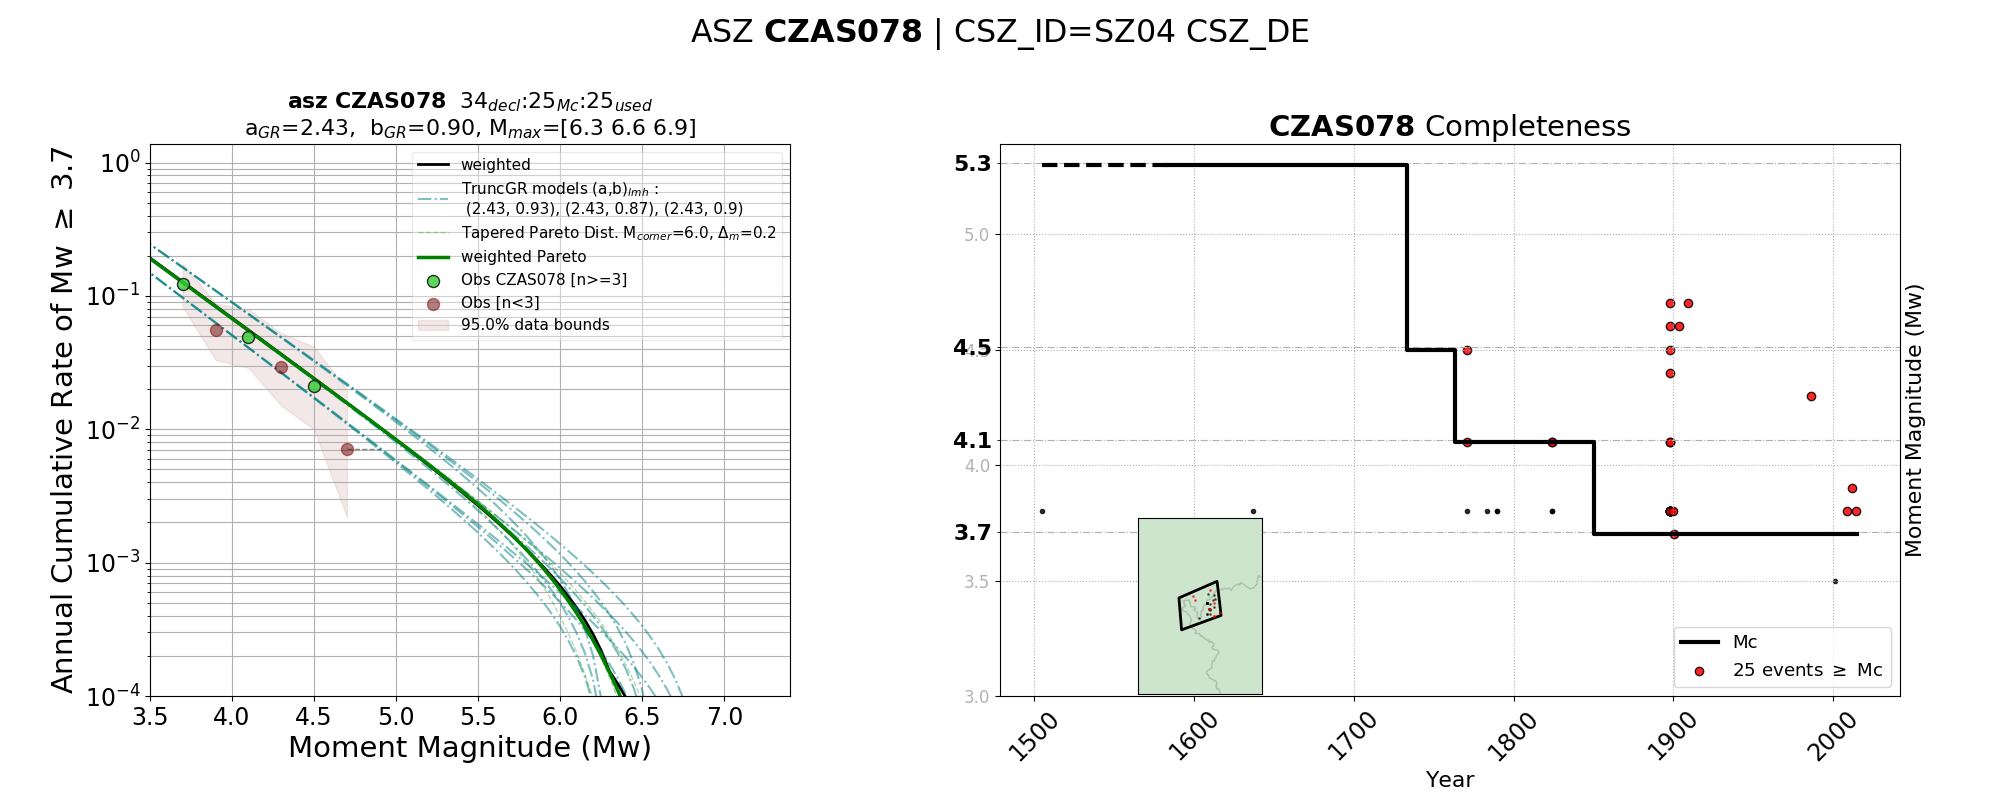 ASZ CZAS078 | CSZ_ID=SZ04 CSZ_DE
asz CZAS078 34decl:25Mc:25used
aGR=2.43, bGR=0.90, Mmax=[6.3 6.6 6.9]
Annual Cumulative Rate of Mw ≥ 3.7
10^0
10^−1
10^−2
10^−3
10^−4
weighted
TruncGR models (a,b)lmh :
(2.43, 0.93), (2.43, 0.87), (2.43, 0.9)
Tapered Pareto Dist. Mcorner=6.0, Δm=0.2
weighted Pareto
Obs CZAS078 [n>=3]
Obs [n<3]
95.0% data bounds
3.5 4.0 4.5 5.0 5.5 6.0 6.5 7.0
Moment Magnitude (Mw)
CZAS078 Completeness
5.3
5.0
4.5
4.5
4.1
4.0
3.7
3.5
3.0
Moment Magnitude (Mw)
Mc
25 events ≥ Mc
1500 1600 1700 1800 1900 2000
Year